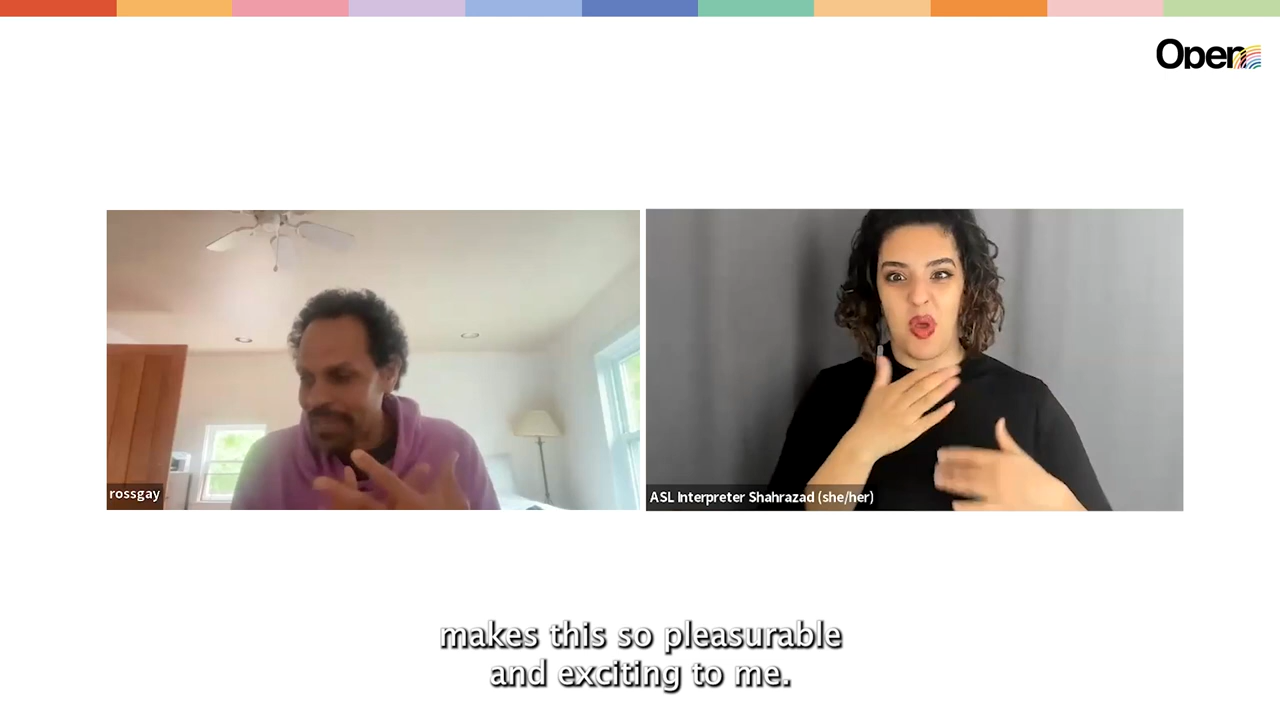 Open
rossgay
ASL Interpreter Shahrazad (she/her)
makes this so pleasurable
and exciting to me.